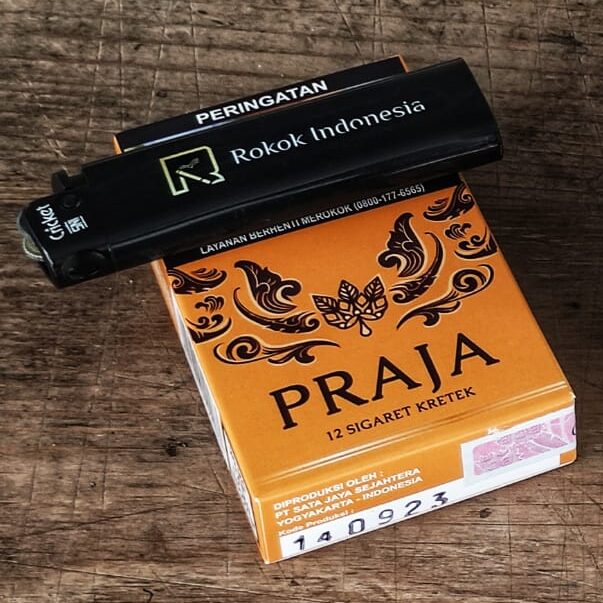 PERINGATAN
R Rokok Indonesia
Cricket
LAYANAN BERHENTI MEROKOK (0800-177-6565)
PRAJA
12 SIGARET KRETEK
DIPRODUKSI OLEH :
PT SATA JAYA SEJAHTERA
YOGYAKARTA - INDONESIA
Kode Produksi :
140923